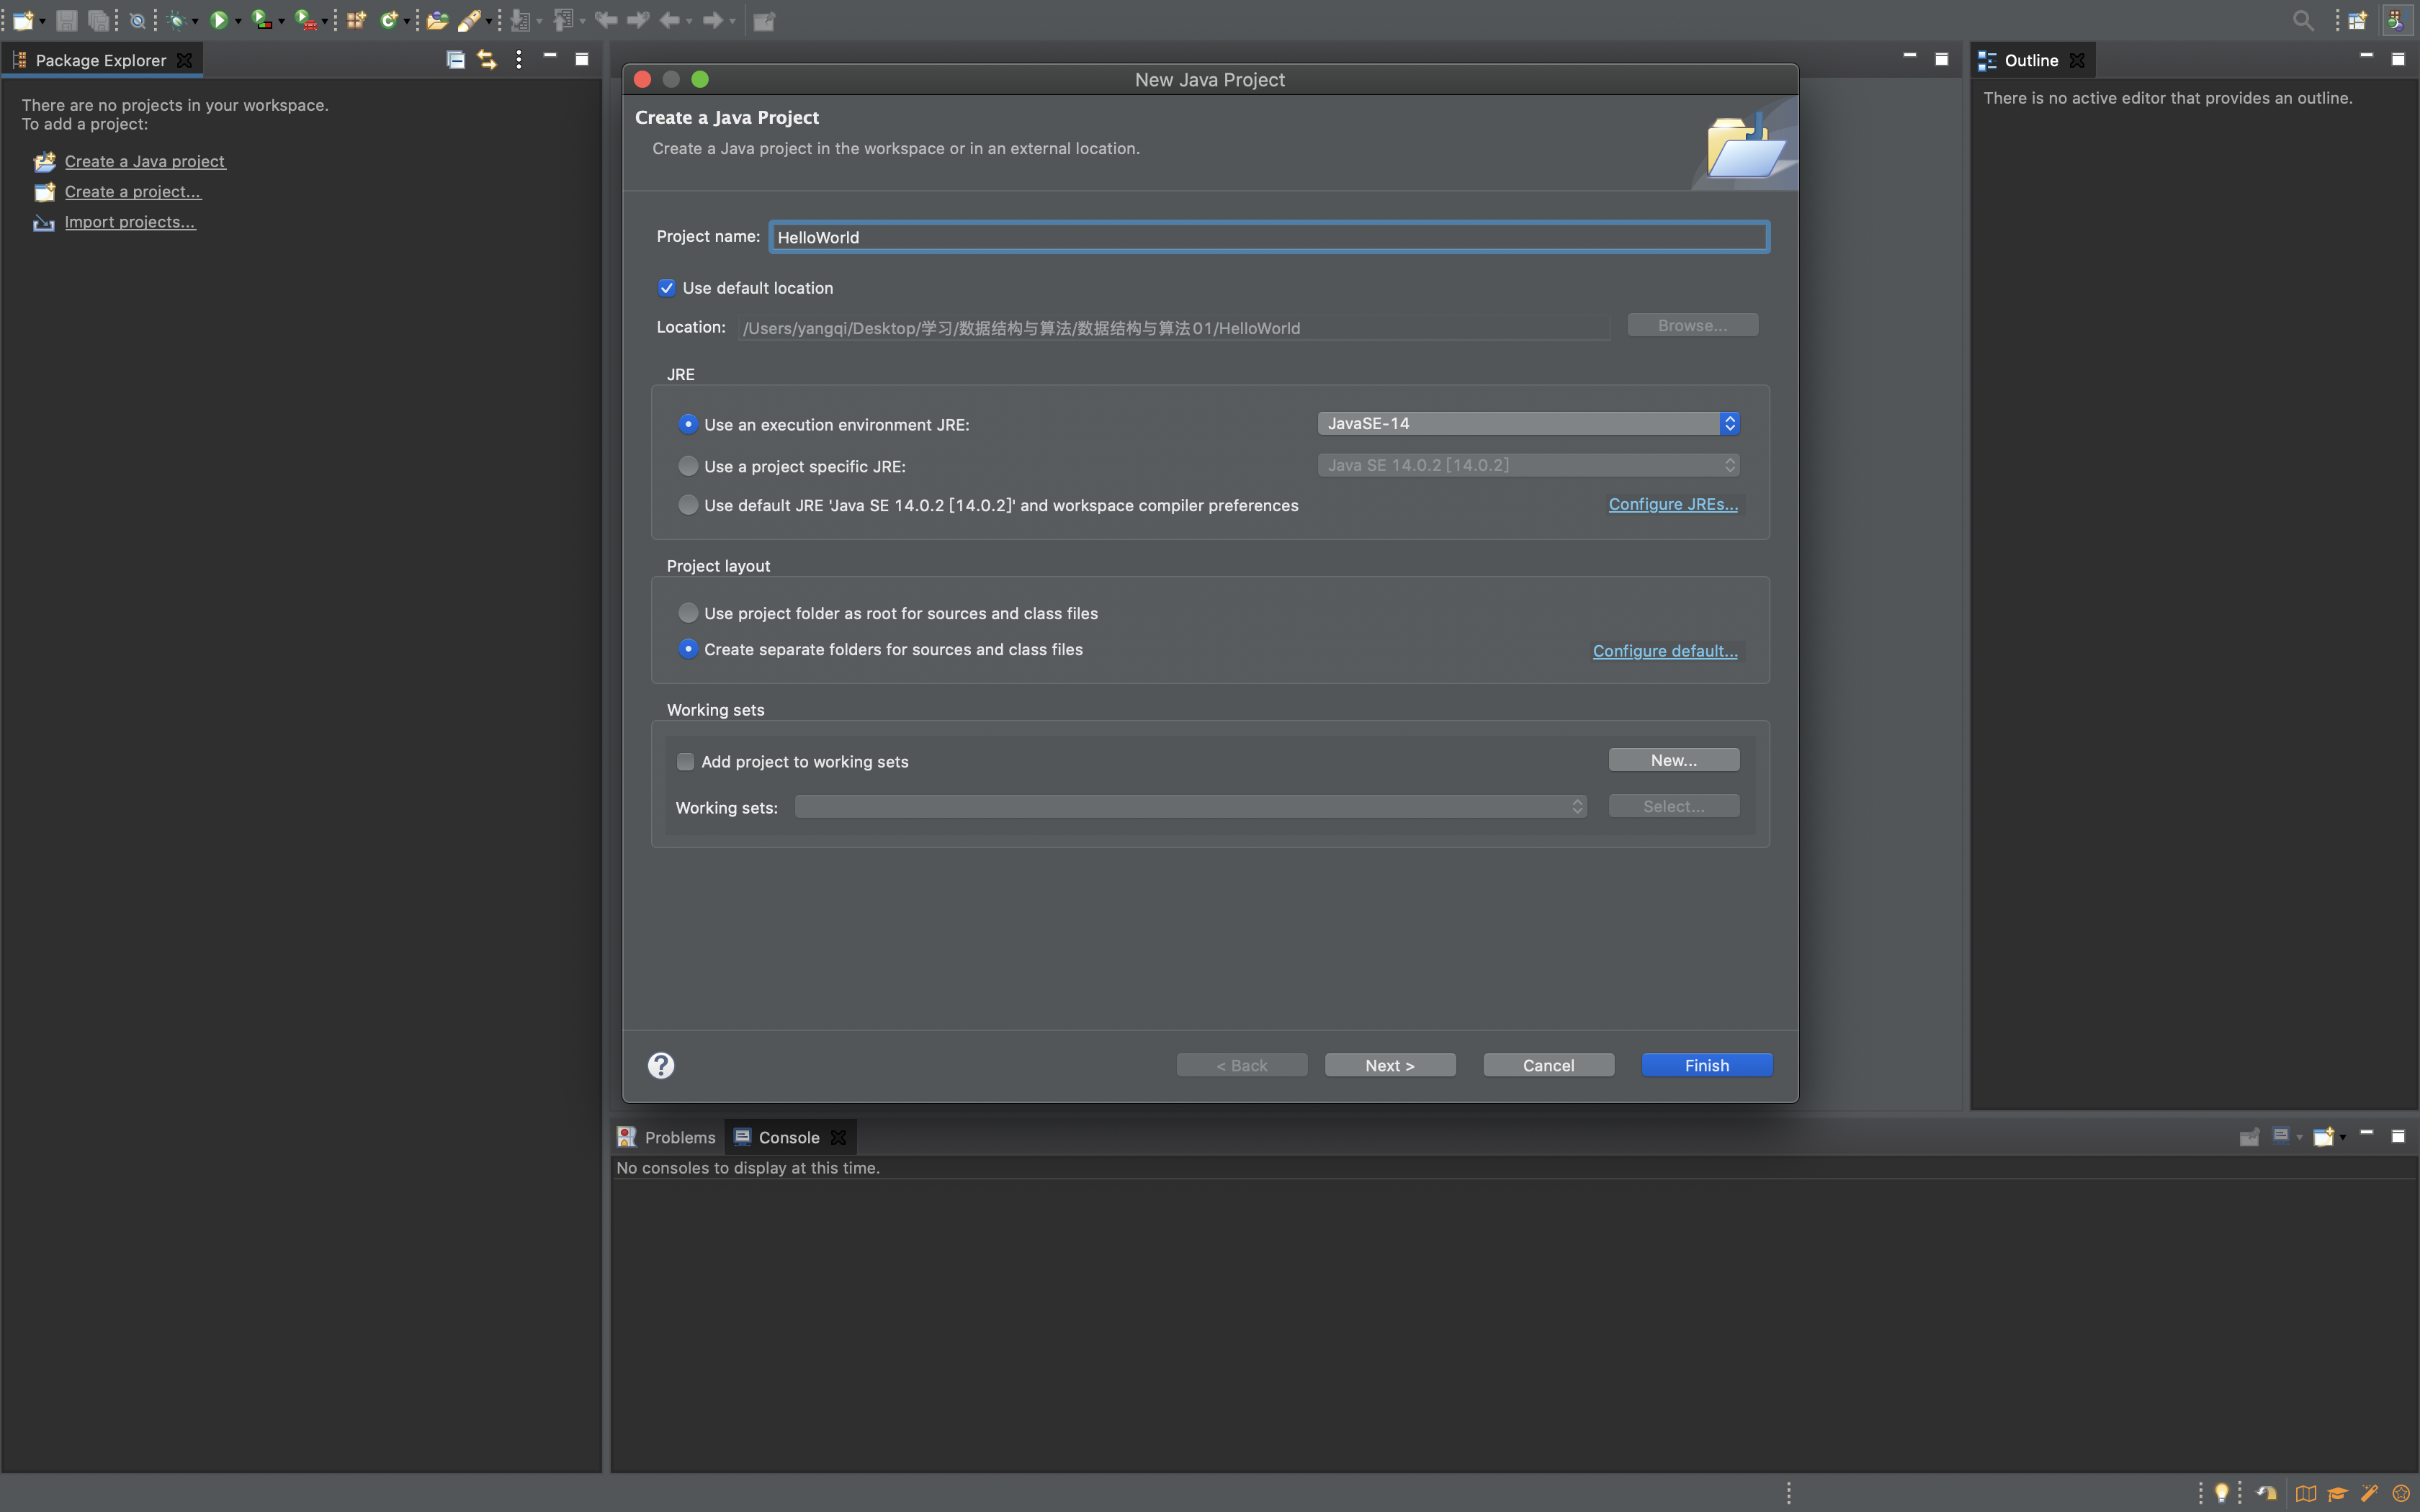 Package Explorer
There are no projects in your workspace.
To add a project:
Create a Java project
Create a project...
Import projects...
New Java Project
Create a Java Project
Create a Java project in the workspace or in an external location.
Project name: HelloWorld
Use default location
Location: /Users/yangqi/Desktop/学习/数据结构与算法/数据结构与算法01/HelloWorld Browse...
JRE
Use an execution environment JRE: JavaSE-14
Use a project specific JRE: Java SE 14.0.2 [14.0.2]
Use default JRE 'Java SE 14.0.2 [14.0.2]' and workspace compiler preferences Configure JREs...
Project layout
Use project folder as root for sources and class files
Create separate folders for sources and class files Configure default...
Working sets
Add project to working sets New...
Working sets: Select...
? < Back Next > Cancel Finish
Outline
There is no active editor that provides an outline.
Problems Console
No consoles to display at this time.